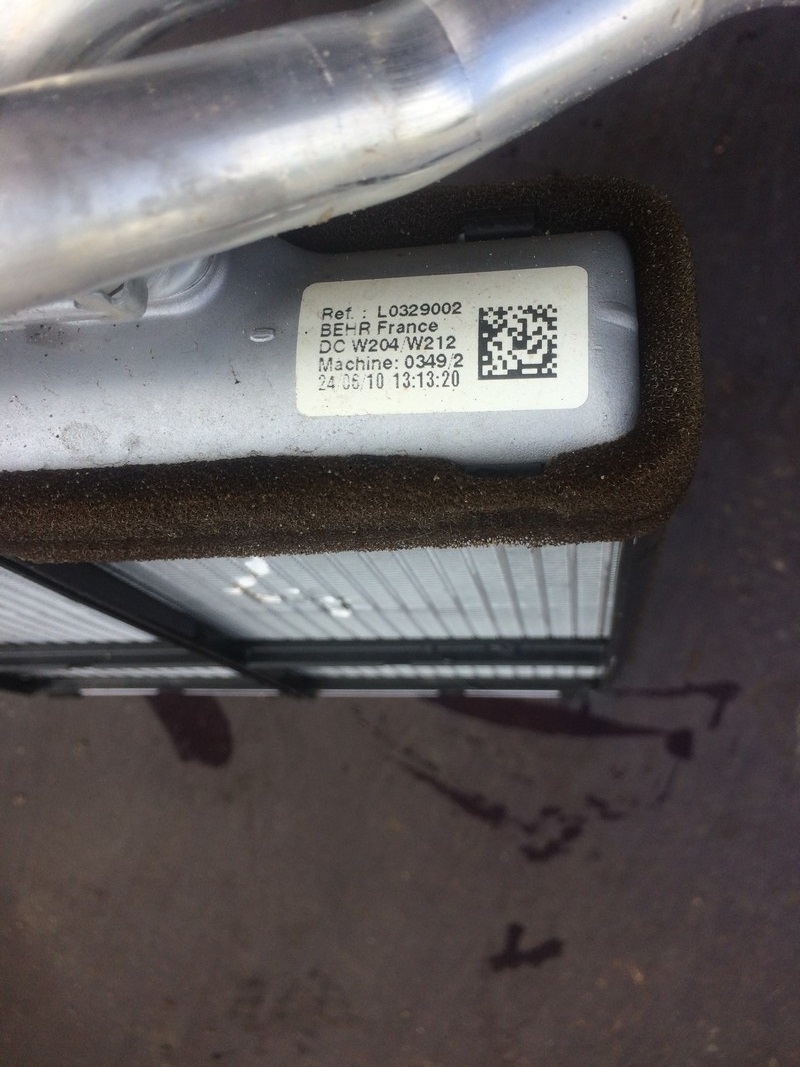 Ref. : L0329002
BEHR France
DC W204/W212
Machine: 0349/2
24/06/10 13:13:20